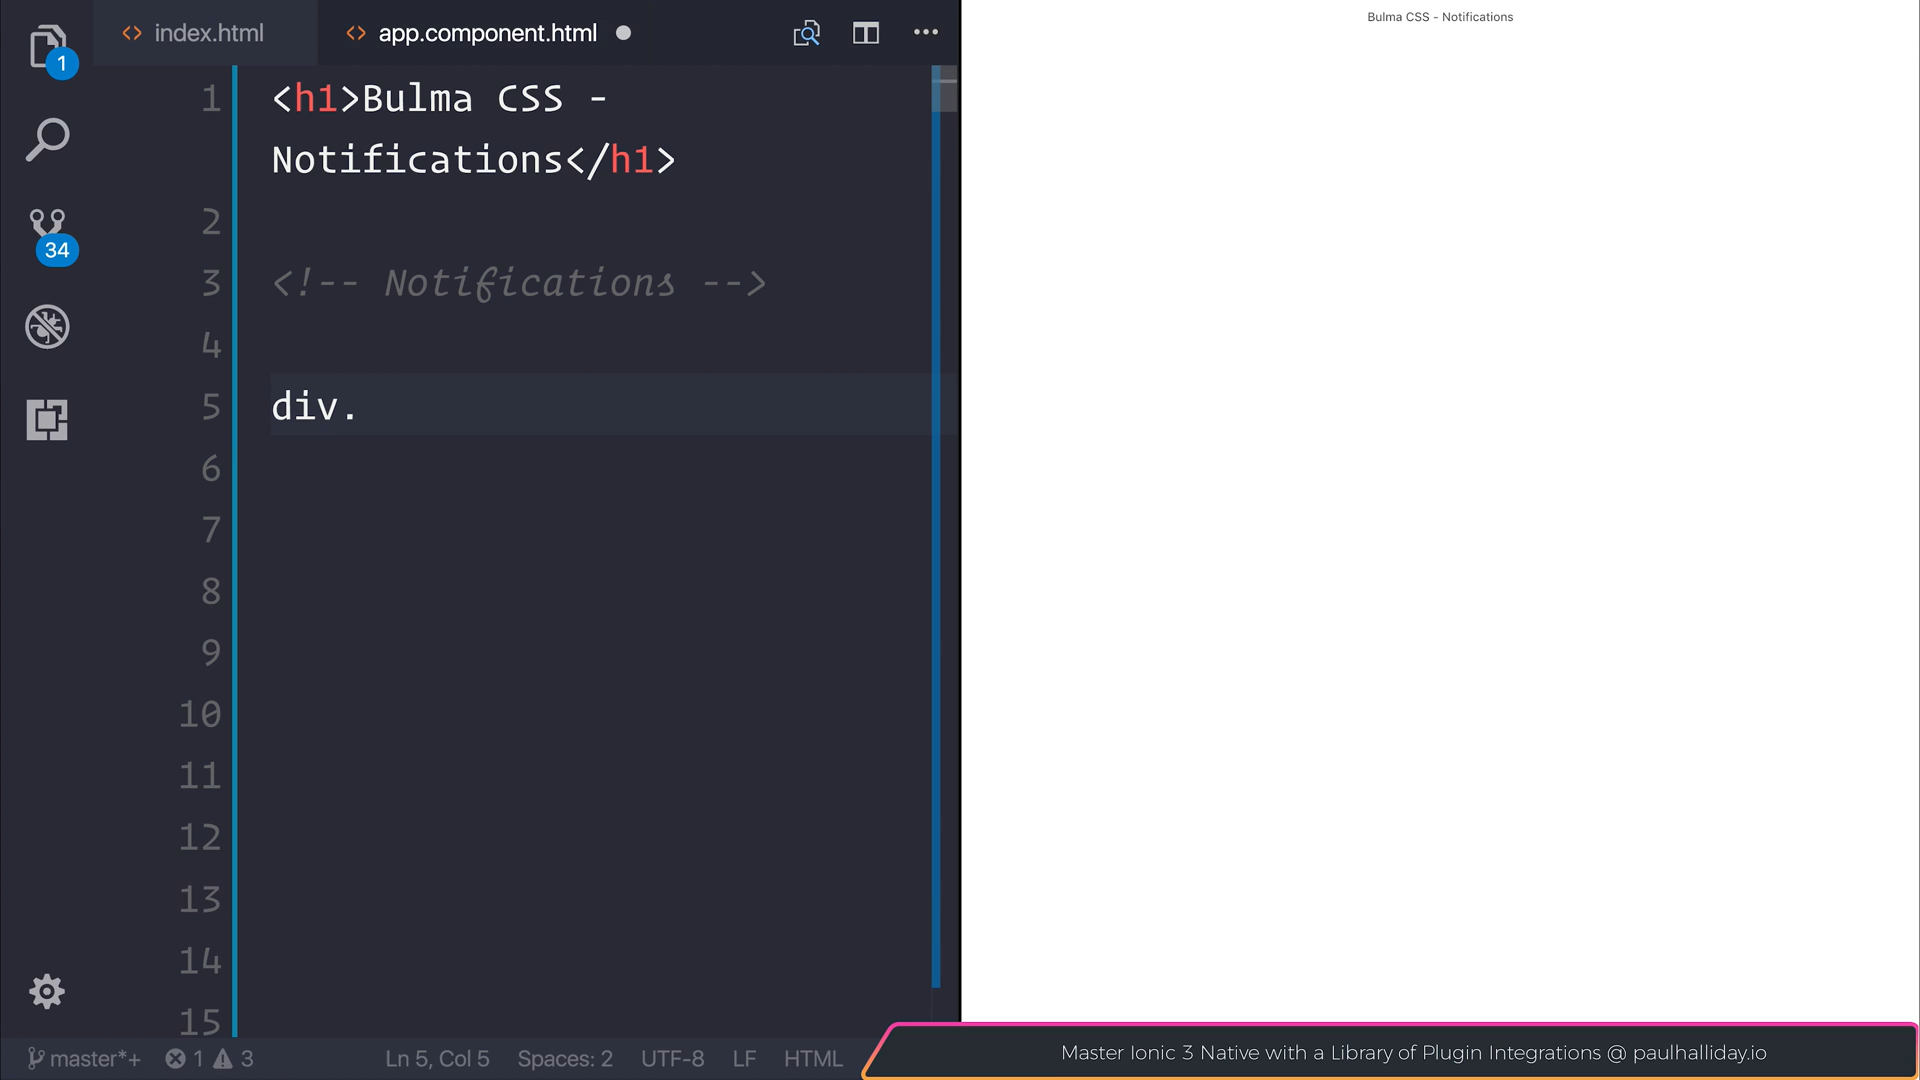 index.html
app.component.html
1
34
1 <h1>Bulma CSS -
Notifications</h1>
2
3 <!-- Notifications -->
4
5 div.
6
7
8
9
10
11
12
13
14
15
master*+ 1 3 Ln 5, Col 5 Spaces: 2 UTF-8 LF HTML
Bulma CSS - Notifications
Master Ionic 3 Native with a Library of Plugin Integrations @ paulhalliday.io